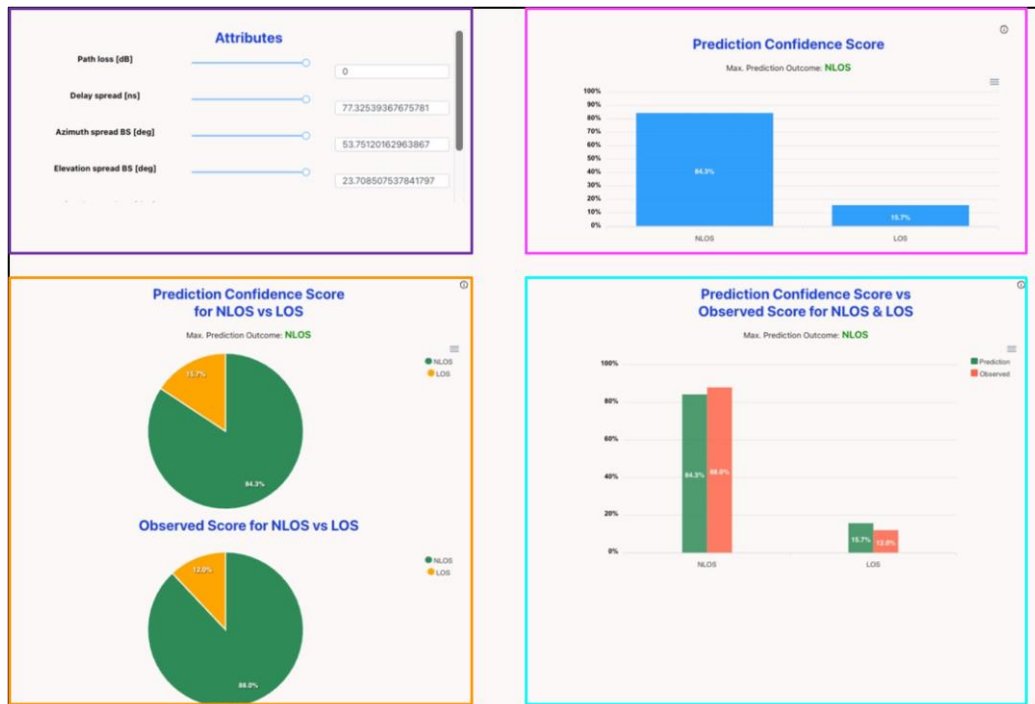 Attributes
Path loss [dB]
0
Delay spread [ns]
77.32539367675781
Azimuth spread BS [deg]
53.75120162963867
Elevation spread BS [deg]
23.708507537841797
Prediction Confidence Score
Max. Prediction Outcome: NLOS
100%
90%
80%
70%
60%
50%
40%
30%
20%
10%
0%
84.3%
15.7%
NLOS
LOS
Prediction Confidence Score
for NLOS vs LOS
Max. Prediction Outcome: NLOS
NLOS
LOS
15.7%
84.3%
Observed Score for NLOS vs LOS
NLOS
LOS
12.0%
88.0%
Prediction Confidence Score vs
Observed Score for NLOS & LOS
Max. Prediction Outcome: NLOS
Prediction
Observed
100%
80%
60%
40%
20%
0%
84.3%
88.0%
15.7%
12.0%
NLOS
LOS